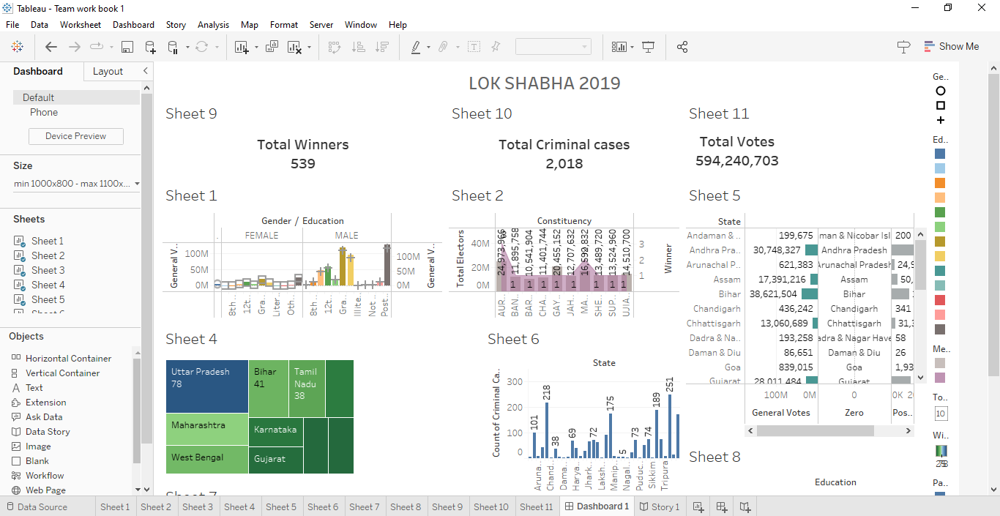 Tableau - Team work book 1
File Data Worksheet Dashboard Story Analysis Map Format Server Window Help
Show Me
Dashboard Layout
Default
Phone
Device Preview
Size
min 1000x800 - max 1100x...
Sheets
Sheet 1
Sheet 2
Sheet 3
Sheet 4
Sheet 5
Objects
Horizontal Container
Vertical Container
Text
Extension
Ask Data
Data Story
Image
Blank
Workflow
Web Page
LOK SHABHA 2019
Sheet 9
Total Winners
539
Sheet 10
Total Criminal cases
2,018
Sheet 11
Total Votes
594,240,703
Sheet 1
Gender / Education
FEMALE MALE
General V..
100M
50M
0M
100M
50M
0M
General V..
8th .. 12t.. Gra.. Liter.. Oth.. 8th .. 12t.. Gra.. Illite.. Not .. Post..
Sheet 2
Constituency
Total Electors
40M
20M
0M
24,973,966 11,895,758 10,541,904 11,401,744 20,455,152 12,707,632 16,592,832 13,489,720 13,524,960 14,510,700
1 1 1 1 1 1 1 1
3
2
1
Winner
AUR.. BAN.. BAR.. CHA.. GAY.. JAH.. MA.. SHE.. SUP.. UJIA..
Sheet 5
State
Andaman & .. 199,675 man & Nicobar Isl 200
Andhra Pra.. 30,748,327 Andhra Pradesh
Arunachal P.. 621,383 Arunachal Pradesh 24,9
Assam 17,391,216 Assam 50,
Bihar 38,621,504 Bihar
Chandigarh 436,242 Chandigarh 341
Chhattisgarh 13,060,689 Chhattisgarh 31,3
Dadra & Na.. 193,258 adra & Nagar Have 58
Daman & Diu 86,651 Daman & Diu 26
Goa 839,015 Goa 1,93
Gujarat 28,011,484 Gujarat
100M 0M 0 0K
General Votes Zero Pos..
Sheet 4
Uttar Pradesh
78
Bihar
41
Tamil
Nadu
38
Maharashtra
Karnataka
West Bengal
Gujarat
Sheet 6
State
Count of Criminal Ca..
300
200
100
0
101 218 38 69 72 175 5 73 74 189 251
Aruna.. Chand.. Dama.. Harya.. Jhark.. Laksh.. Manip.. Nagal.. Puduc.. Sikkim Tripura
Sheet 8
Education
Ge..
Ed..
Me..
To..
10
Wi..
Pa..
Data Source Sheet 1 Sheet 2 Sheet 3 Sheet 4 Sheet 5 Sheet 6 Sheet 7 Sheet 8 Sheet 9 Sheet 10 Sheet 11 Dashboard 1 Story 1